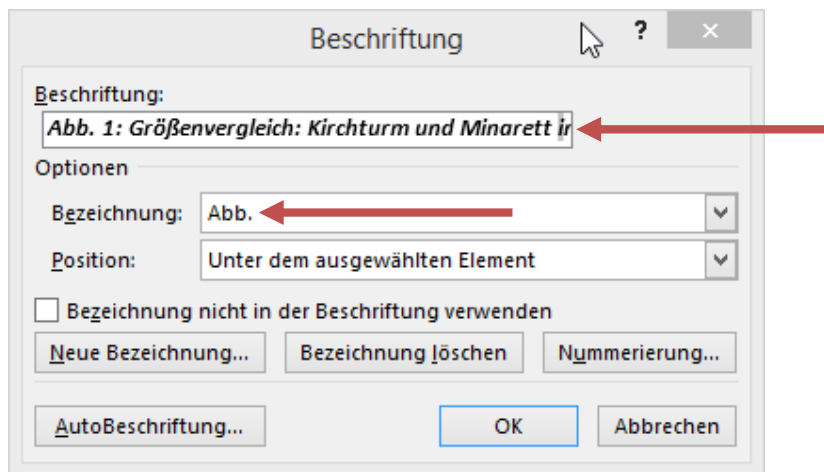 Beschriftung ?
Beschriftung:
Abb. 1: Größenvergleich: Kirchturm und Minarett
Optionen
Bezeichnung: Abb.
Position: Unter dem ausgewählten Element
Bezeichnung nicht in der Beschriftung verwenden
Neue Bezeichnung... Bezeichnung löschen Nummerierung...
AutoBeschriftung... OK Abbrechen